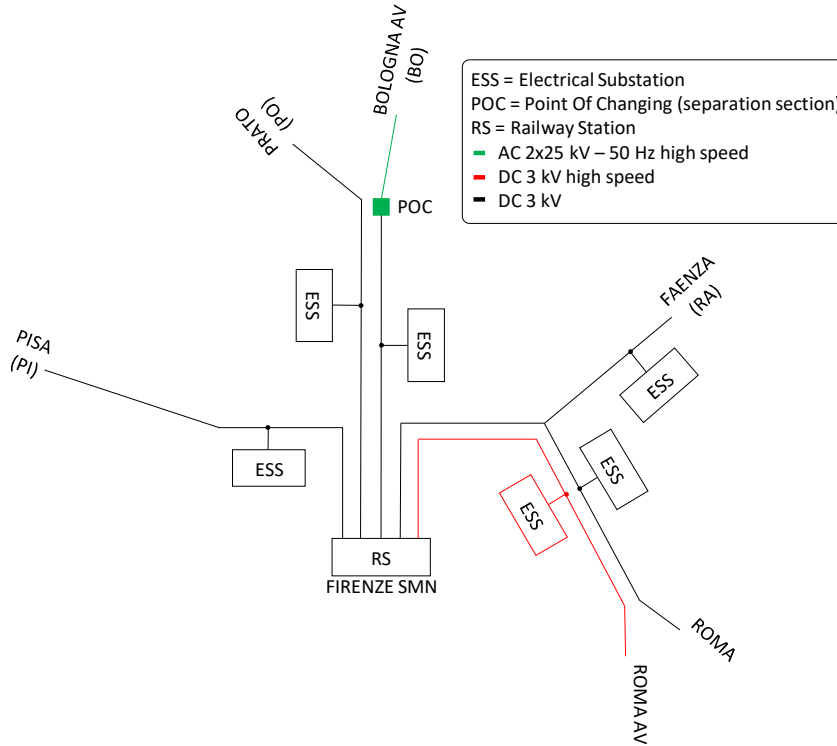 BOLOGNA AV
(BO)
PRATO
(PO)
ESS = Electrical Substation
POC = Point Of Changing (separation section)
RS = Railway Station
AC 2x25 kV – 50 Hz high speed
DC 3 kV high speed
DC 3 kV
POC
FAENZA
(RA)
ESS
ESS
PISA
(PI)
ESS
ESS
ESS
ESS
RS
FIRENZE SMN
ROMA
ROMA AV